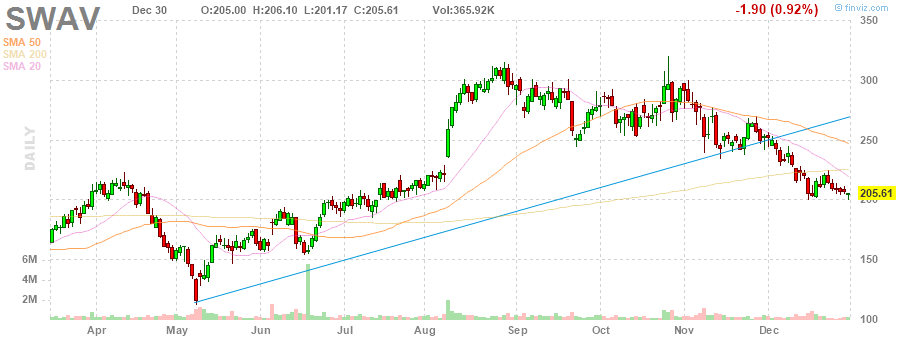 SWAV Dec 30 O:205.00 H:206.10 L:201.17 C:205.61 Vol:365.92K -1.90 (0.92%) © finviz.com
SMA 50
SMA 200
SMA 20
DAILY
350
300
250
200
150
100
205.61
6M
4M
2M
Apr May Jun Jul Aug Sep Oct Nov Dec